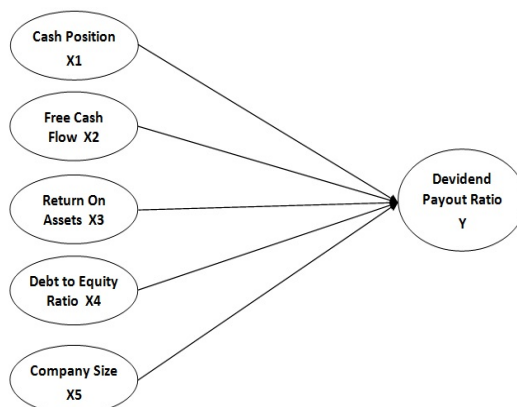 Cash Position
X1
Free Cash
Flow X2
Return On
Assets X3
Debt to Equity
Ratio X4
Company Size
X5
Devidend
Payout Ratio
Y